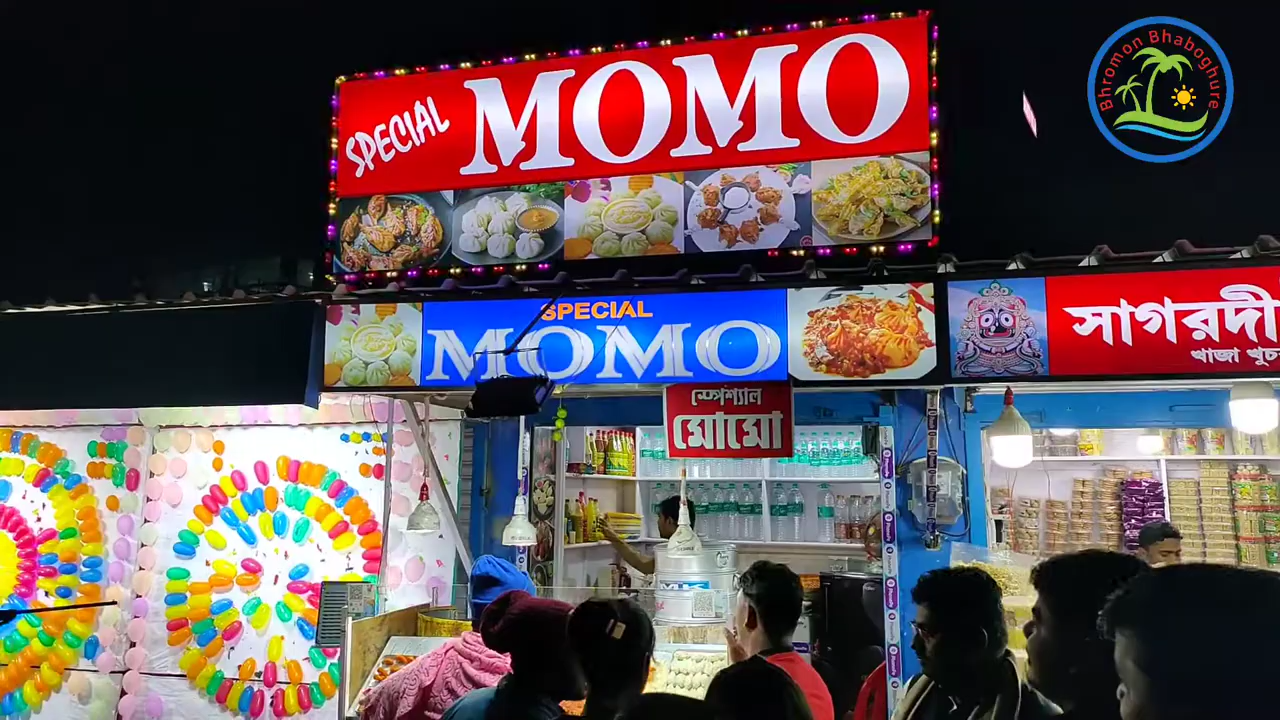 Bhromon Bhaboghure
SPECIAL
MOMO
SPECIAL
MOMO
স্পেশ্যাল
মোমো
সাগরদী
খাজা খুচ